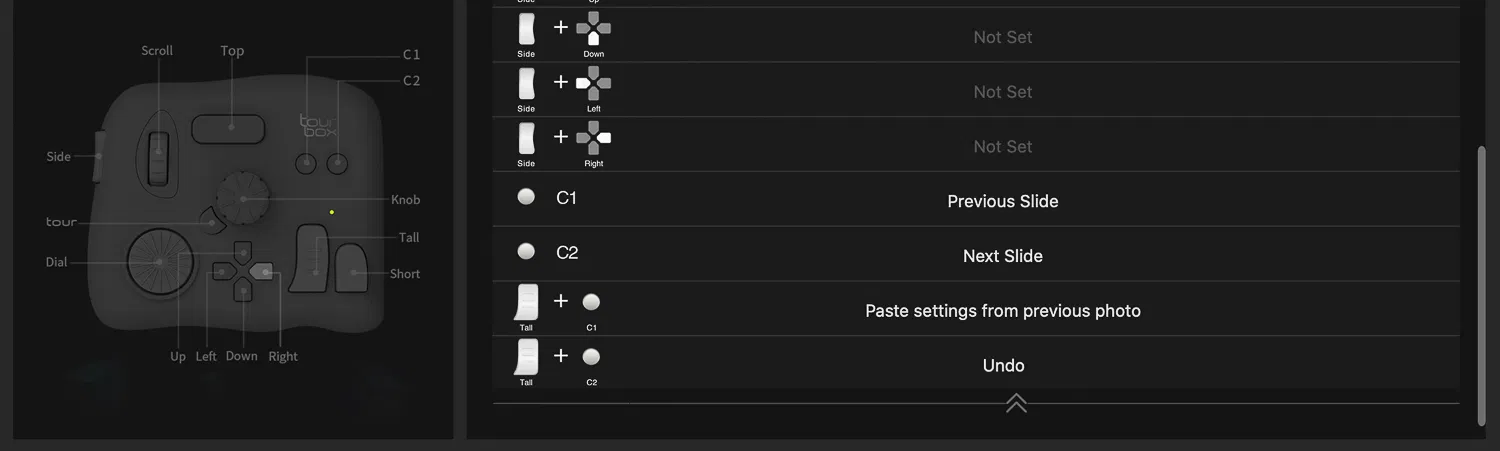 Scroll
Top
C1
C2
tour
box
Side
Knob
tour
Tall
Dial
Short
Up
Left
Down
Right
Side
Up
Side
+
Down
Not Set
Side
+
Left
Not Set
Side
+
Right
Not Set
C1
Previous Slide
C2
Next Slide
Tall
+
C1
Paste settings from previous photo
Tall
+
C2
Undo